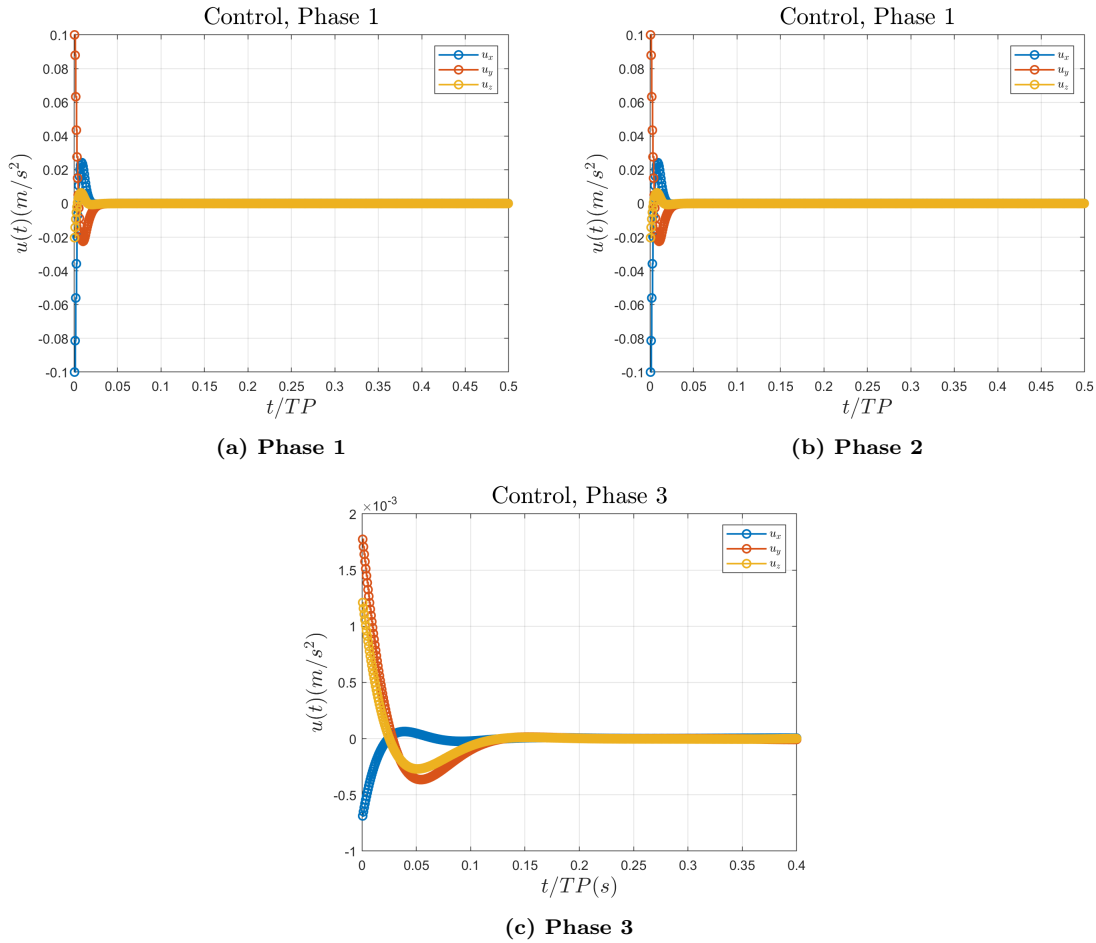 Control, Phase 1
0.1
0.08
0.06
0.04
0.02
0
-0.02
-0.04
-0.06
-0.08
-0.1
u(t)(m/s²)
u_x
u_y
u_z
0 0.05 0.1 0.15 0.2 0.25 0.3 0.35 0.4 0.45 0.5
t/TP
(a) Phase 1
Control, Phase 1
0.1
0.08
0.06
0.04
0.02
0
-0.02
-0.04
-0.06
-0.08
-0.1
u(t)(m/s²)
u_x
u_y
u_z
0 0.05 0.1 0.15 0.2 0.25 0.3 0.35 0.4 0.45 0.5
t/TP
(b) Phase 2
Control, Phase 3
×10⁻³
2
1.5
1
0.5
0
-0.5
-1
u(t)(m/s²)
u_x
u_y
u_z
0 0.05 0.1 0.15 0.2 0.25 0.3 0.35 0.4
t/TP(s)
(c) Phase 3